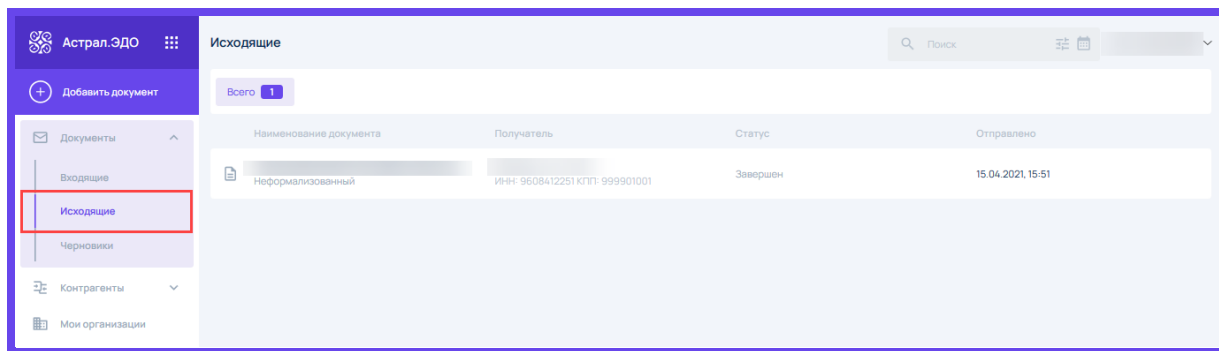 Астрал.ЭДО
Исходящие
Поиск
Добавить документ
Всего 1
Документы
Наименование документа Получатель Статус Отправлено
Входящие
Неформализованный ИНН: 9608412251 КПП: 999901001 Завершен 15.04.2021, 15:51
Исходящие
Черновики
Контрагенты
Мои организации